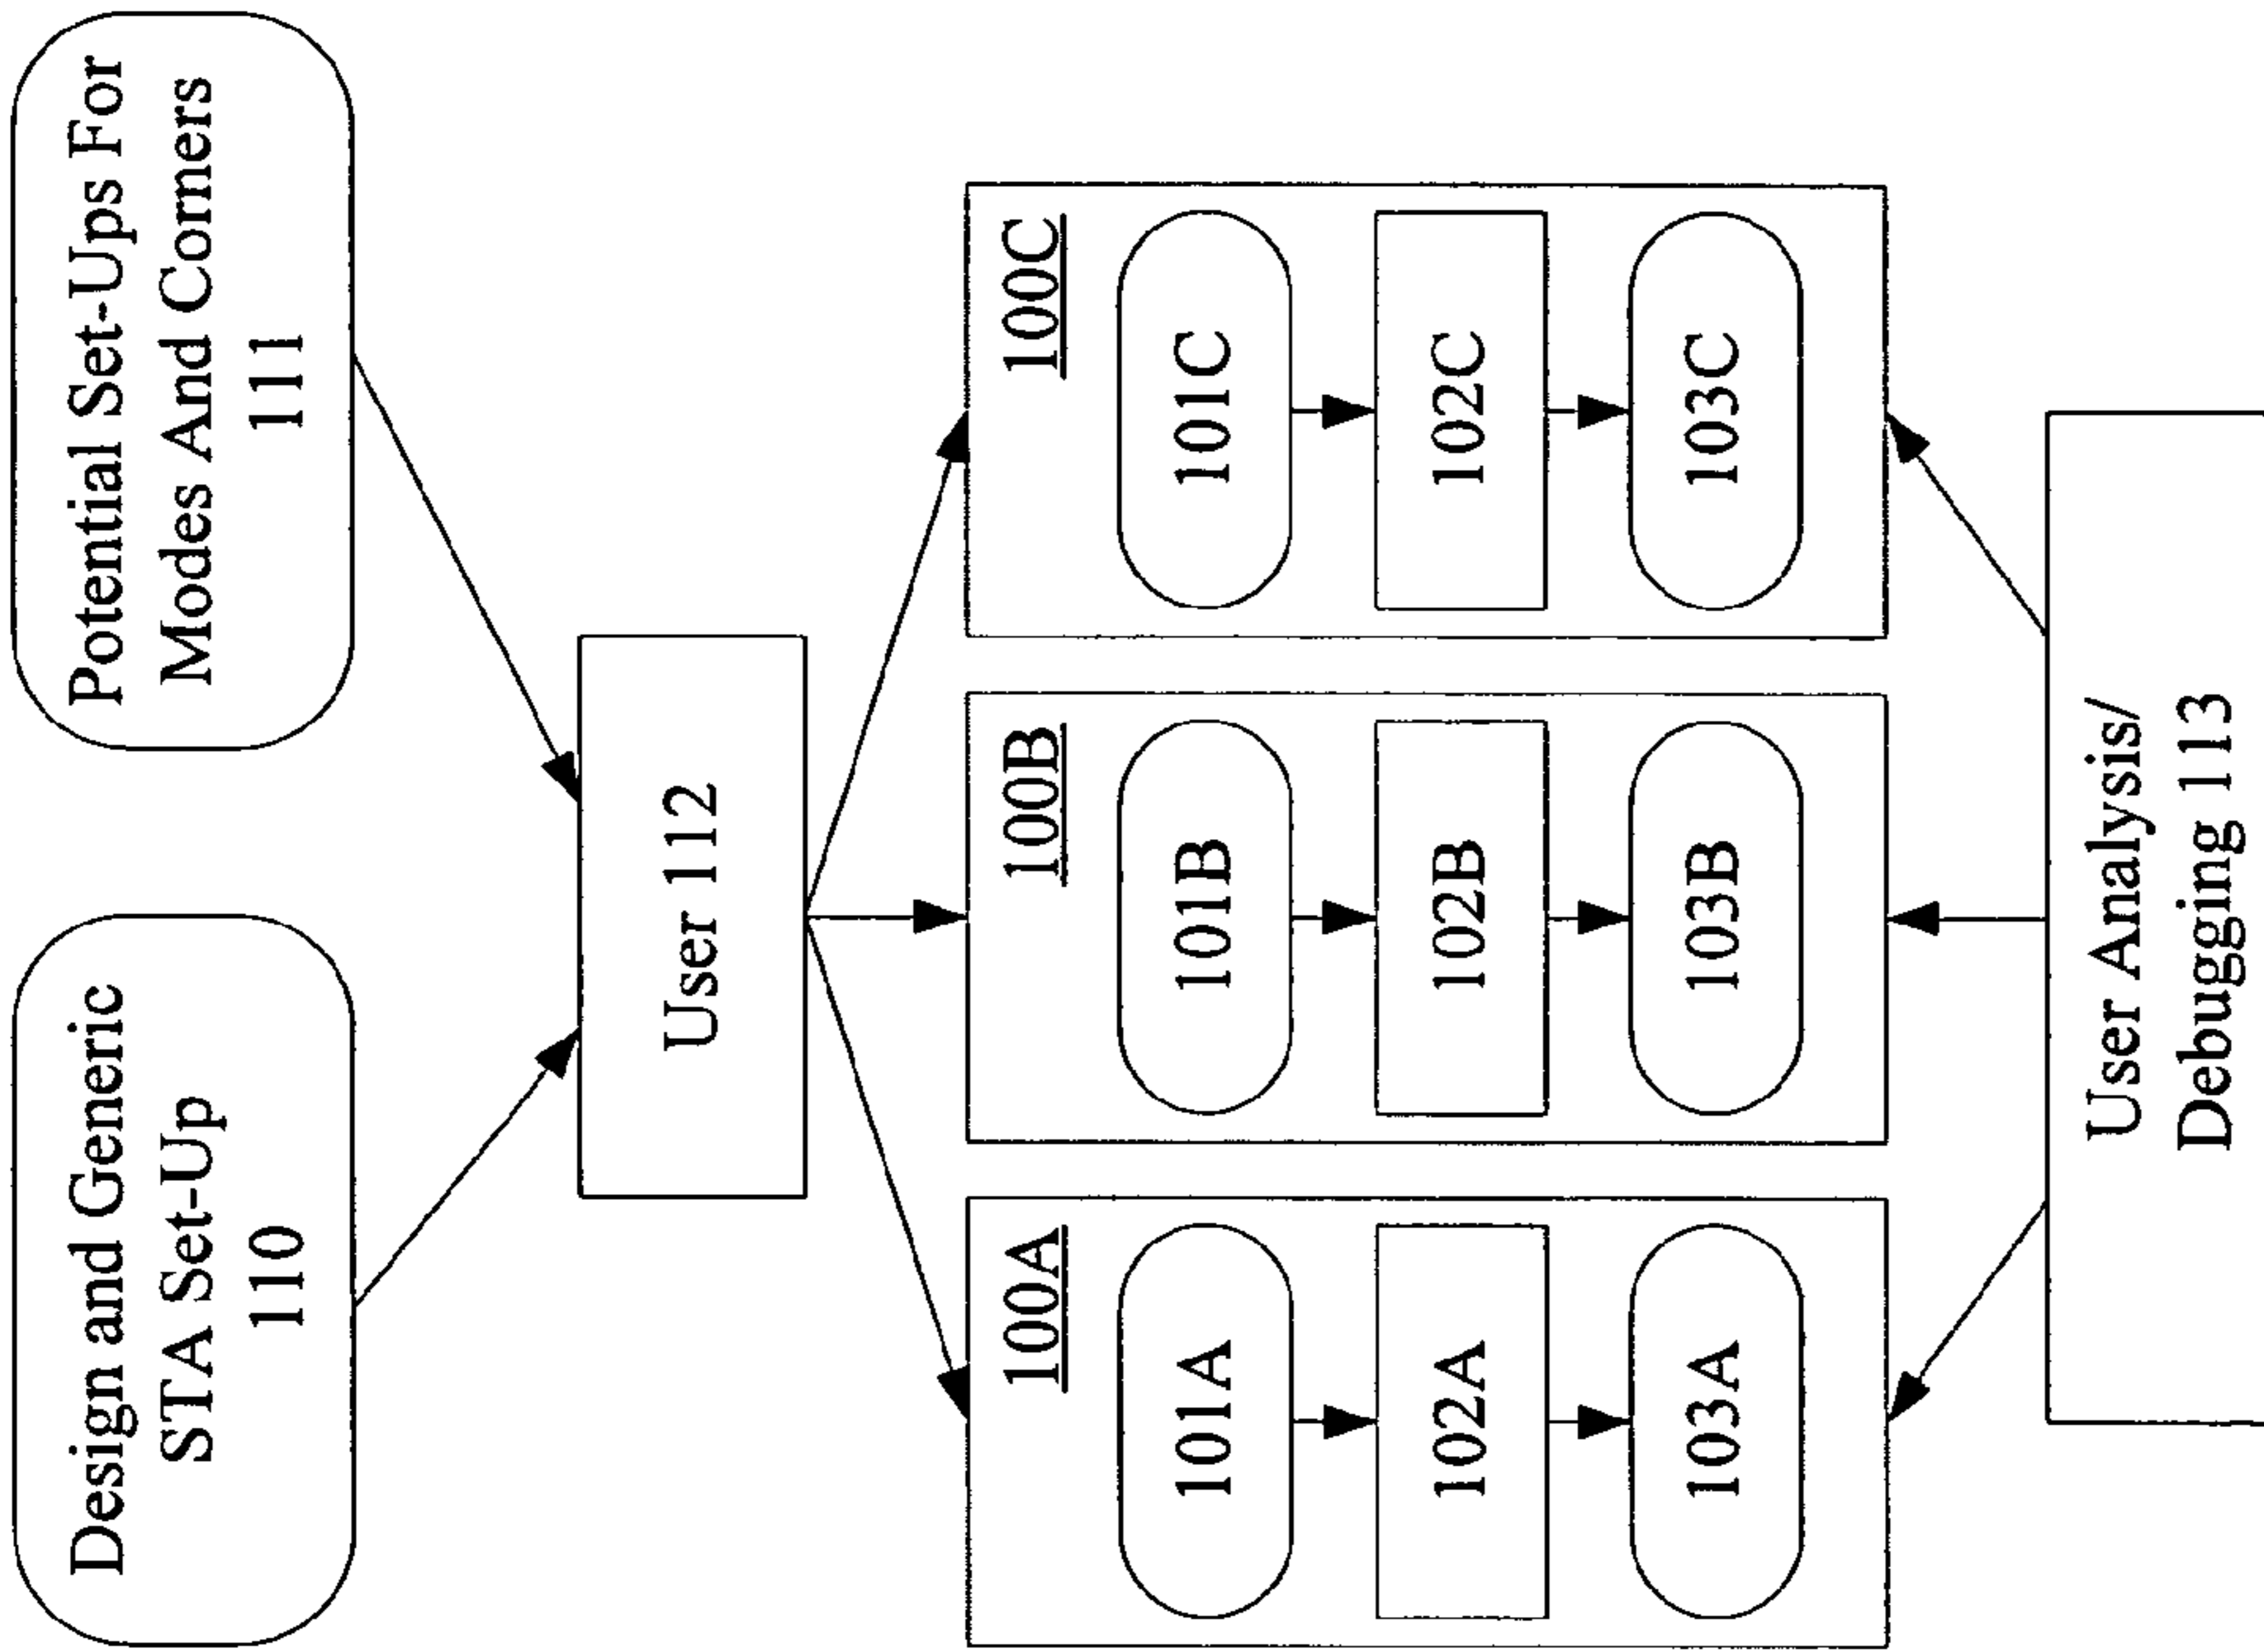 Design and Generic
STA Set-Up
110
Potential Set-Ups For
Modes And Corners
111
User 112
100A
101A
102A
103A
100B
101B
102B
103B
100C
101C
102C
103C
User Analysis/
Debugging 113